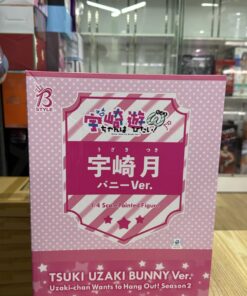 B
STYLE
宇崎
ちゃんは
遊
びたい!
うざき つき
宇崎月
バニーVer.
1/4 Scale Painted Figure
TSUKI UZAKI BUNNY Ver.
Uzaki-chan Wants to Hang Out! Season 2